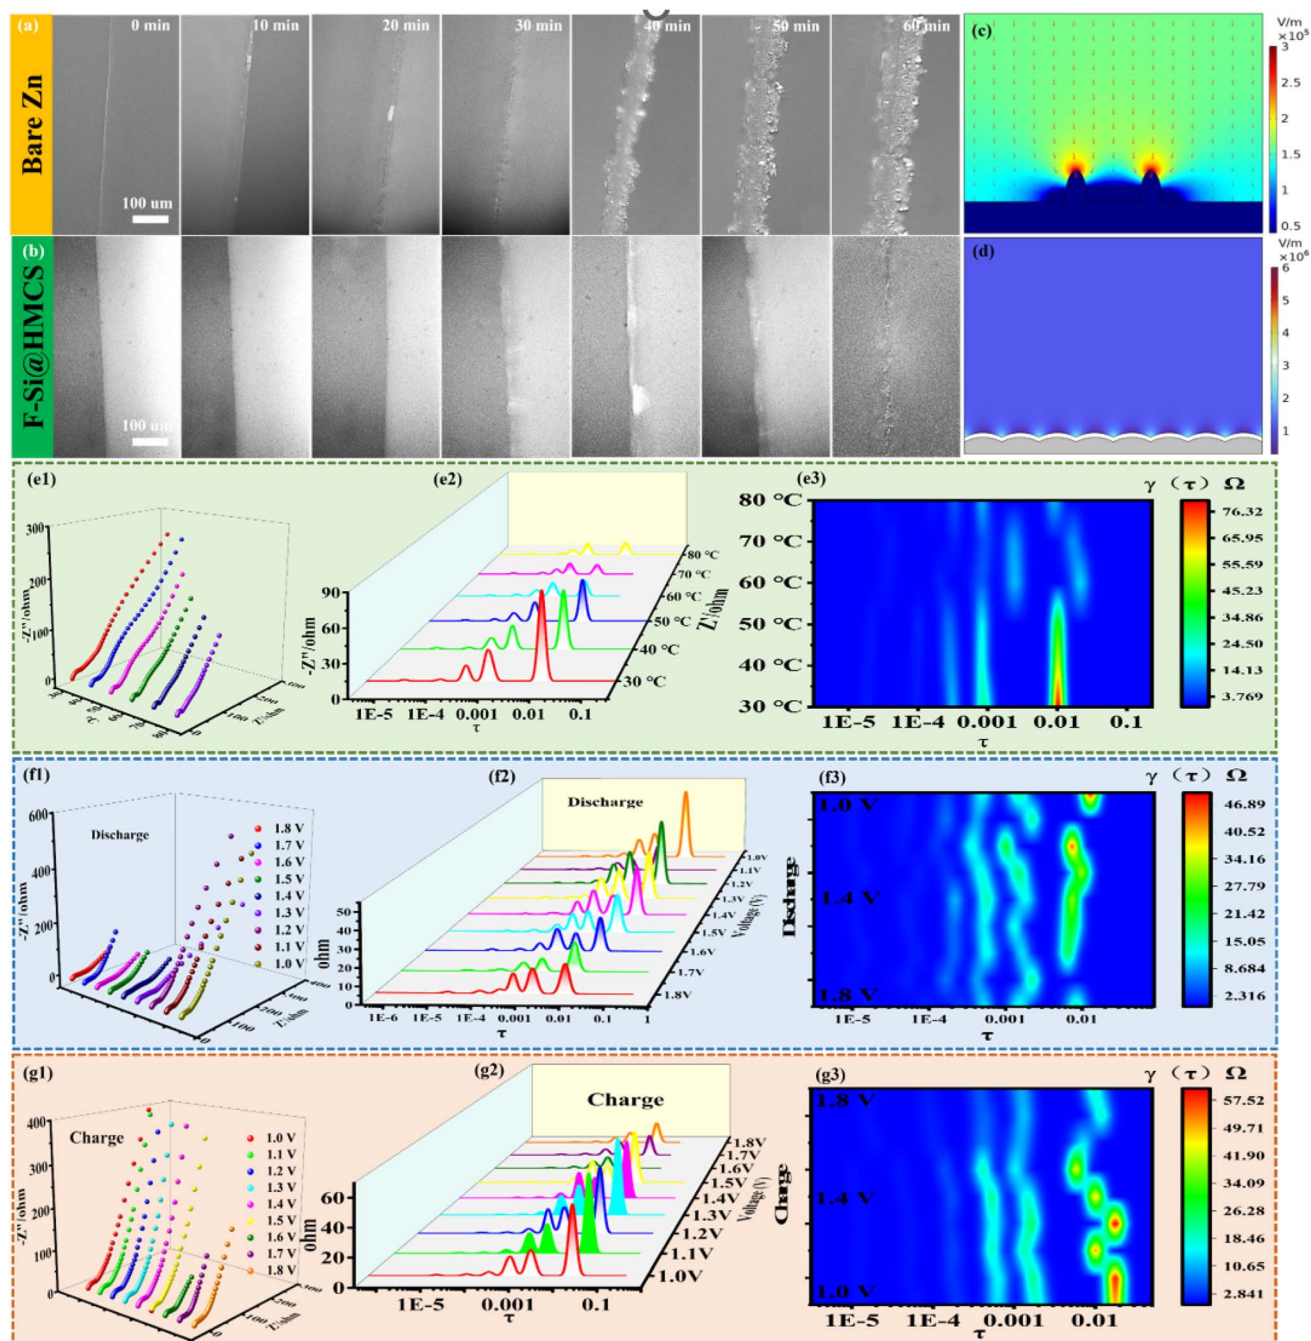 (a)
0 min
10 min
20 min
30 min
40 min
50 min
60 min
Bare Zn
100 um
(b)
F-Si@HMCS
100 um
(c)
V/m
×10⁵
3
2.5
2
1.5
1
0.5
(d)
V/m
×10⁶
6
5
4
3
2
1
(e1)
-Z''/ohm
300
200
100
0
°C
0
100
200
300
Z'/ohm
(e2)
-Z''/ohm
90
60
30
0
1E-5
1E-4
0.001
0.01
0.1
τ
80 °C
70 °C
60 °C
50 °C
40 °C
30 °C
Z'/ohm
(e3)
γ (τ) Ω
80 °C
70 °C
60 °C
50 °C
40 °C
30 °C
1E-5
1E-4
0.001
0.01
0.1
τ
76.32
65.95
55.59
45.23
34.86
24.50
14.13
3.769
(f1)
Discharge
-Z''/ohm
600
400
200
0
1.8 V
1.7 V
1.6 V
1.5 V
1.4 V
1.3 V
1.2 V
1.1 V
1.0 V
0
100
200
300
400
Z'/ohm
(f2)
Discharge
ohm
50
40
30
20
10
0
1E-6
1E-5
1E-4
0.001
0.01
0.1
1
τ
1.0V
1.1V
1.2V
1.3V
1.4V
1.5V
1.6V
1.7V
1.8V
Voltage (V)
(f3)
γ (τ) Ω
Discharge
1.0 V
1.4 V
1.8 V
1E-5
1E-4
0.001
0.01
τ
46.89
40.52
34.16
27.79
21.42
15.05
8.684
2.316
(g1)
Charge
-Z''/ohm
400
300
200
100
0
1.0 V
1.1 V
1.2 V
1.3 V
1.4 V
1.5 V
1.6 V
1.7 V
1.8 V
0
100
200
300
Z'/ohm
(g2)
Charge
ohm
60
40
20
0
1E-5
0.001
0.1
τ
1.8V
1.7V
1.6V
1.5V
1.4V
1.3V
1.2V
1.1V
1.0V
Voltage (V)
(g3)
γ (τ) Ω
Charge
1.8 V
1.4 V
1.0 V
1E-5
1E-4
0.001
0.01
τ
57.52
49.71
41.90
34.09
26.28
18.46
10.65
2.841